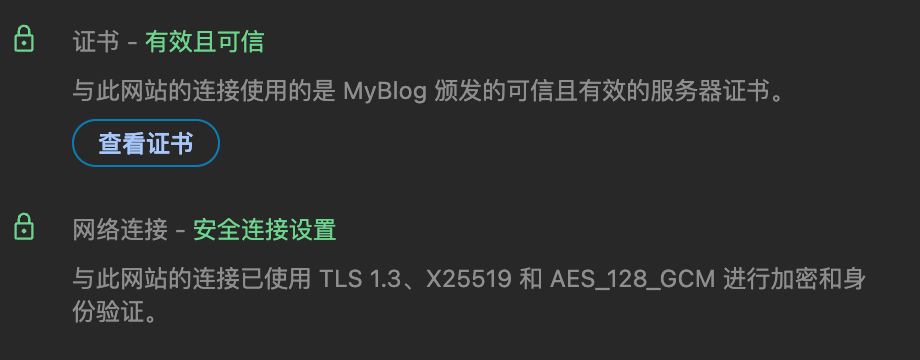 证书 - 有效且可信
与此网站的连接使用的是 MyBlog 颁发的可信且有效的服务器证书。
查看证书
网络连接 - 安全连接设置
与此网站的连接已使用 TLS 1.3、X25519 和 AES_128_GCM 进行加密和身
份验证。